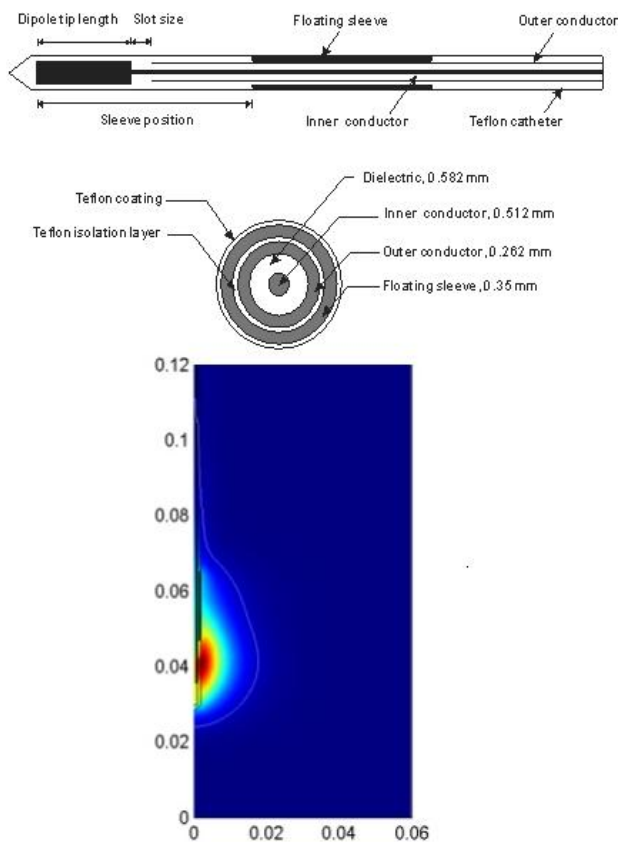 Dipole tip length Slot size Floating sleeve Outer conductor
Sleeve position Inner conductor Teflon catheter
Dielectric, 0.582 mm
Teflon coating
Inner conductor, 0.512 mm
Teflon isolation layer
Outer conductor, 0.262 mm
Floating sleeve, 0.35 mm
0.12
0.1
0.08
0.06
0.04
0.02
0
0 0.02 0.04 0.06